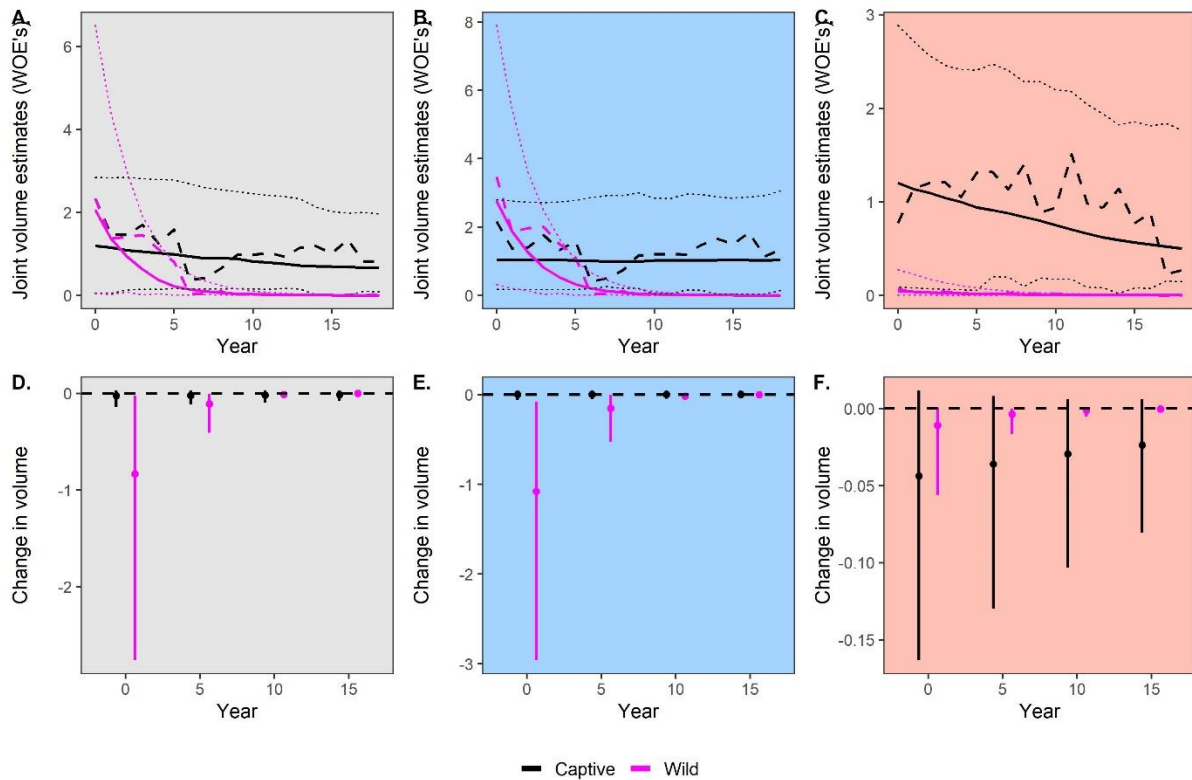 A.
B.
C.
Joint volume estimates (WOE's)
Joint volume estimates (WOE's)
Joint volume estimates (WOE's)
6
4
2
0
8
6
4
2
0
3
2
1
0
0 5 10 15
0 5 10 15
0 5 10 15
Year
Year
Year
D.
E.
F.
Change in volume
Change in volume
Change in volume
0
-1
-2
0
-1
-2
-3
0.00
-0.05
-0.10
-0.15
0 5 10 15
0 5 10 15
0 5 10 15
Year
Year
Year
Captive Wild